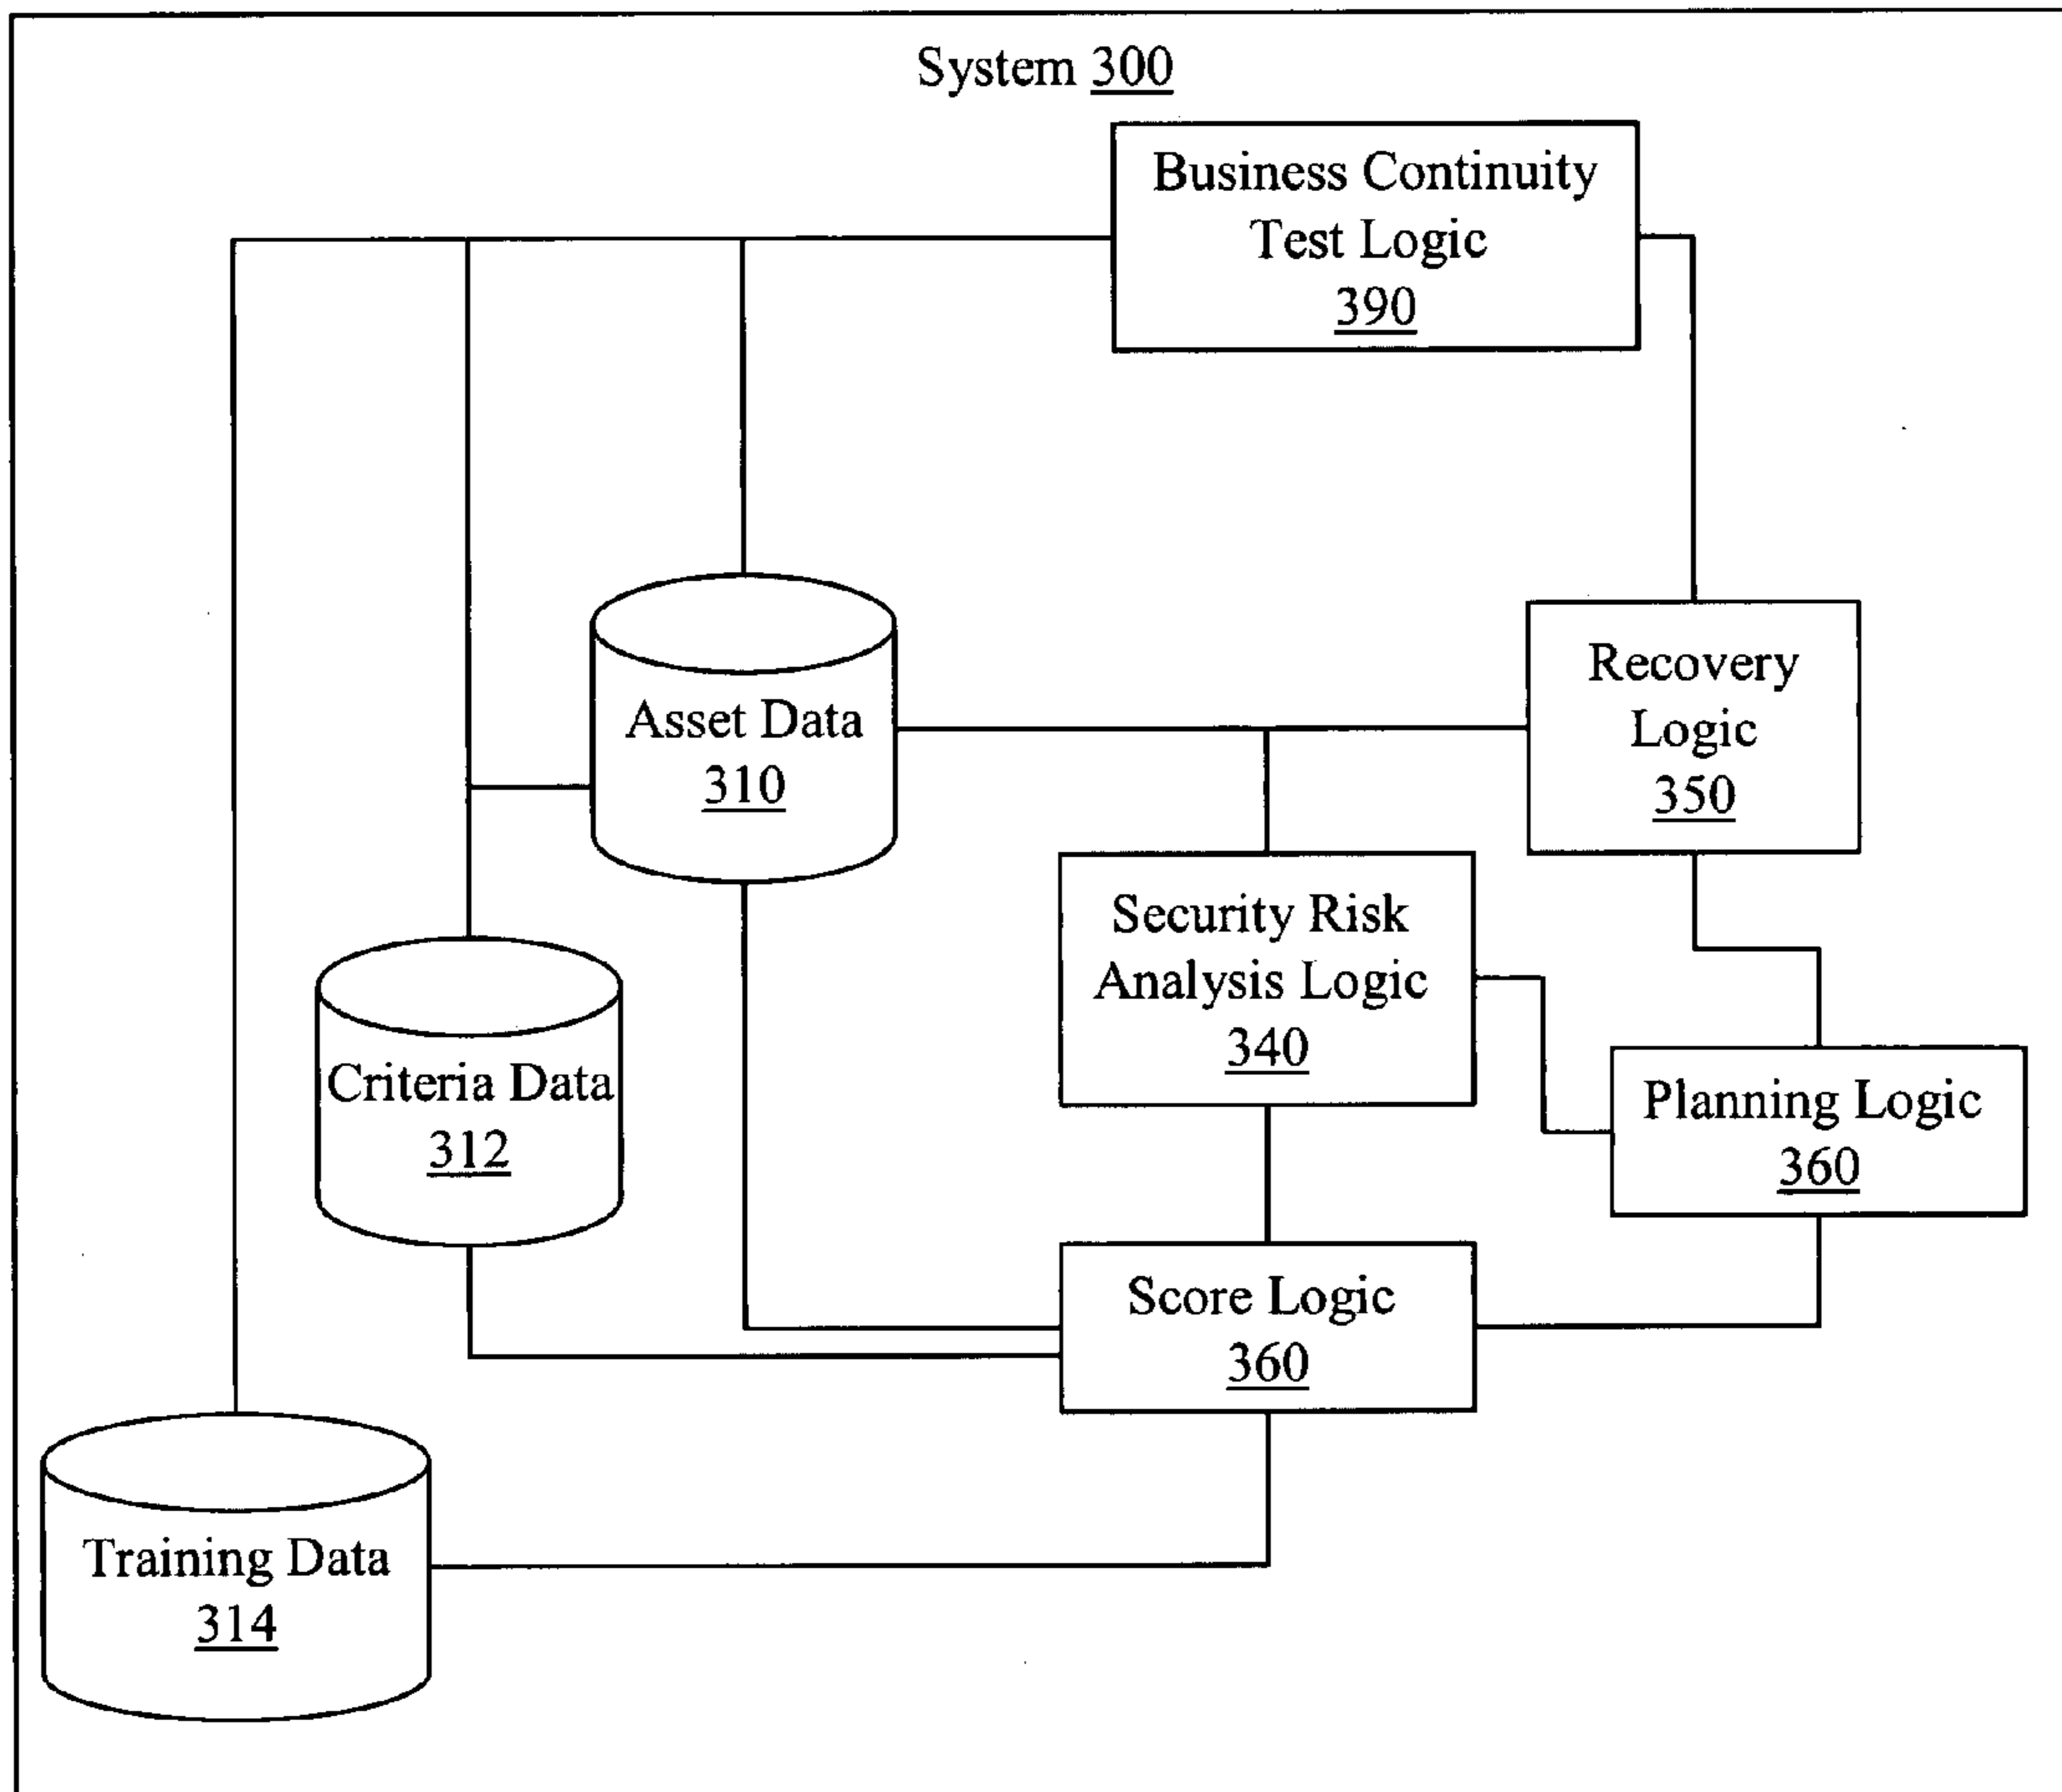 System 300
Business Continuity
Test Logic
390
Asset Data
310
Recovery
Logic
350
Security Risk
Analysis Logic
340
Criteria Data
312
Planning Logic
360
Score Logic
360
Training Data
314